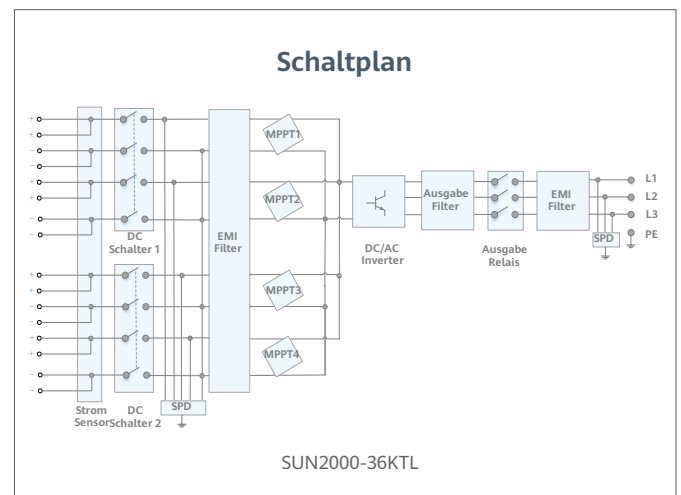 Schaltplan
+
+
−
−
+
+
−
−
DC
Schalter 1
+
+
−
−
+
+
−
−
Strom
Sensor
DC
Schalter 2
SPD
EMI
Filter
MPPT1
MPPT2
MPPT3
MPPT4
DC/AC
Inverter
Ausgabe
Filter
Ausgabe
Relais
EMI
Filter
SPD
L1
L2
L3
PE
SUN2000-36KTL